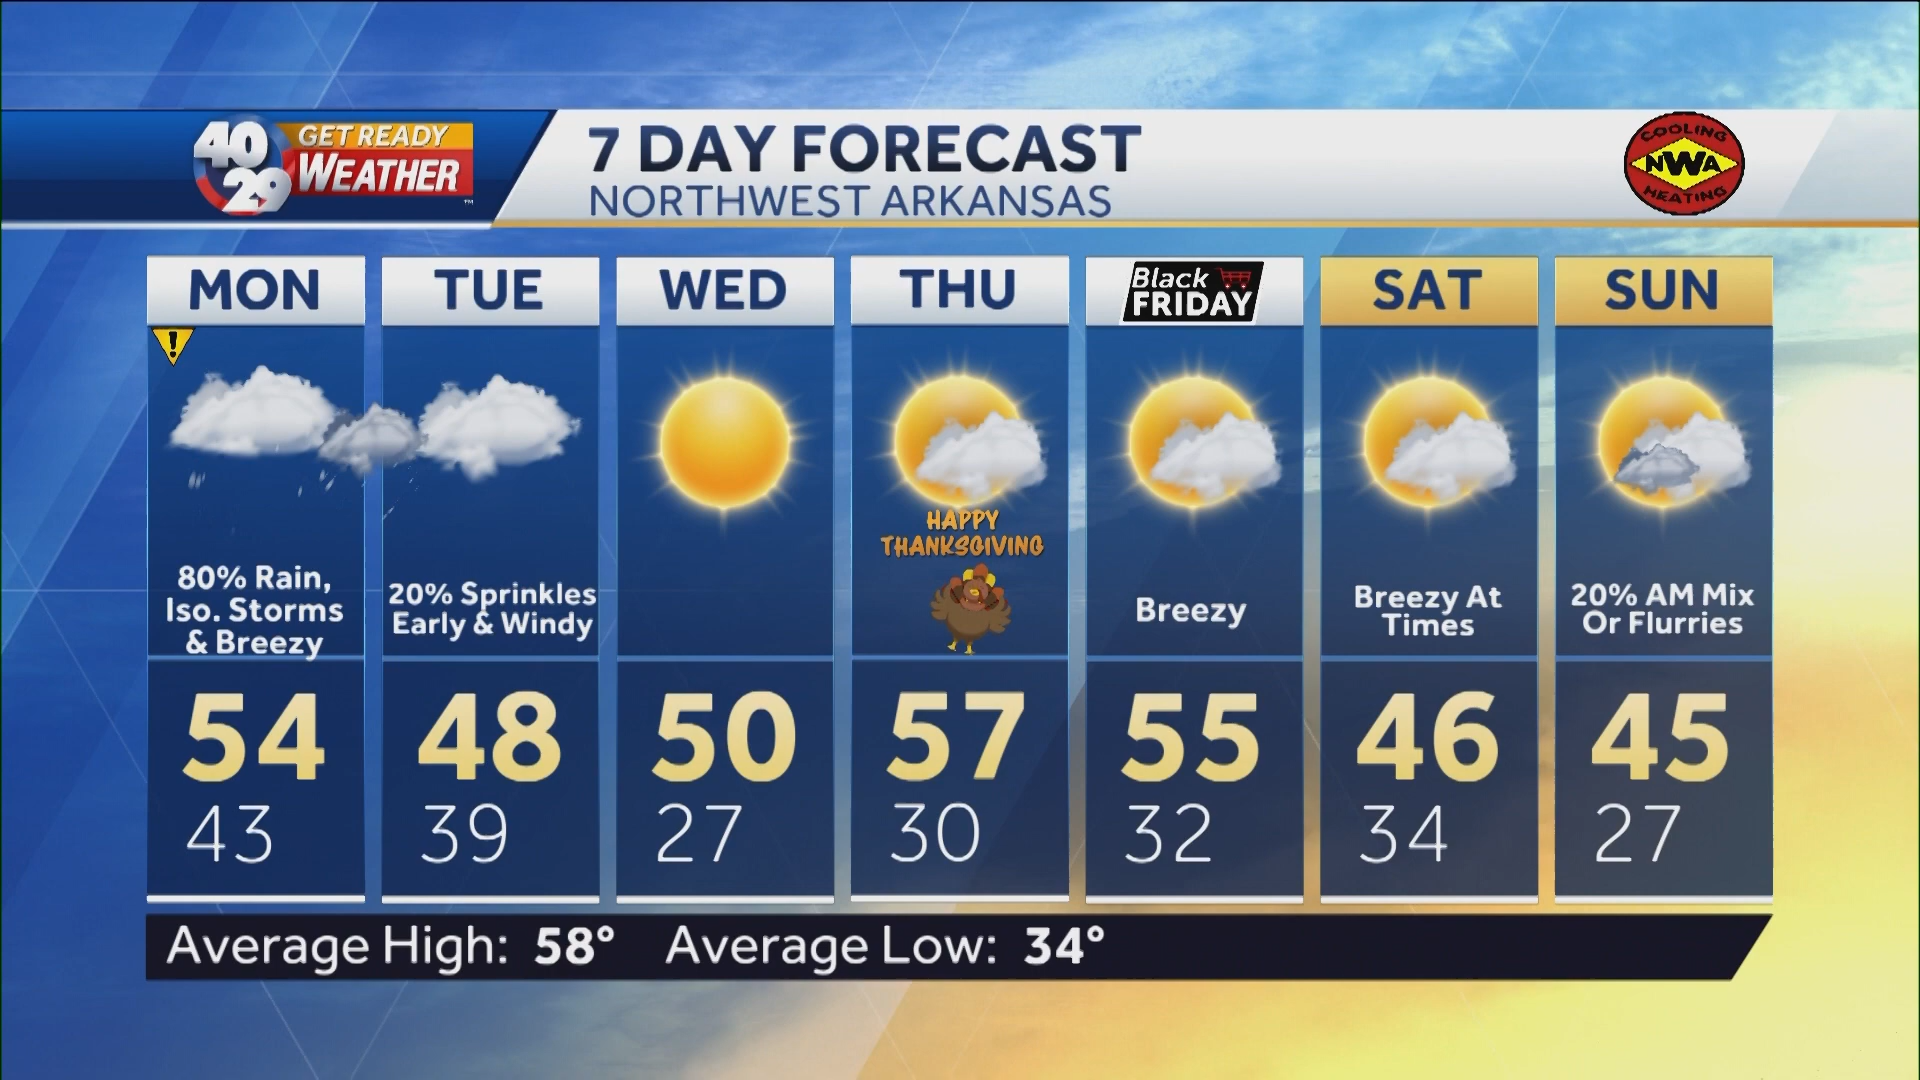 40
29
GET READY
WEATHER
™
7 DAY FORECAST
NORTHWEST ARKANSAS
COOLING
NWA
HEATING
MON
TUE
WED
THU
Black
FRIDAY
SAT
SUN
!
HAPPY
THANKSGIVING
80% Rain,
Iso. Storms
& Breezy
20% Sprinkles
Early & Windy
Breezy
Breezy At
Times
20% AM Mix
Or Flurries
54
48
50
57
55
46
45
43
39
27
30
32
34
27
Average High: 58° Average Low: 34°